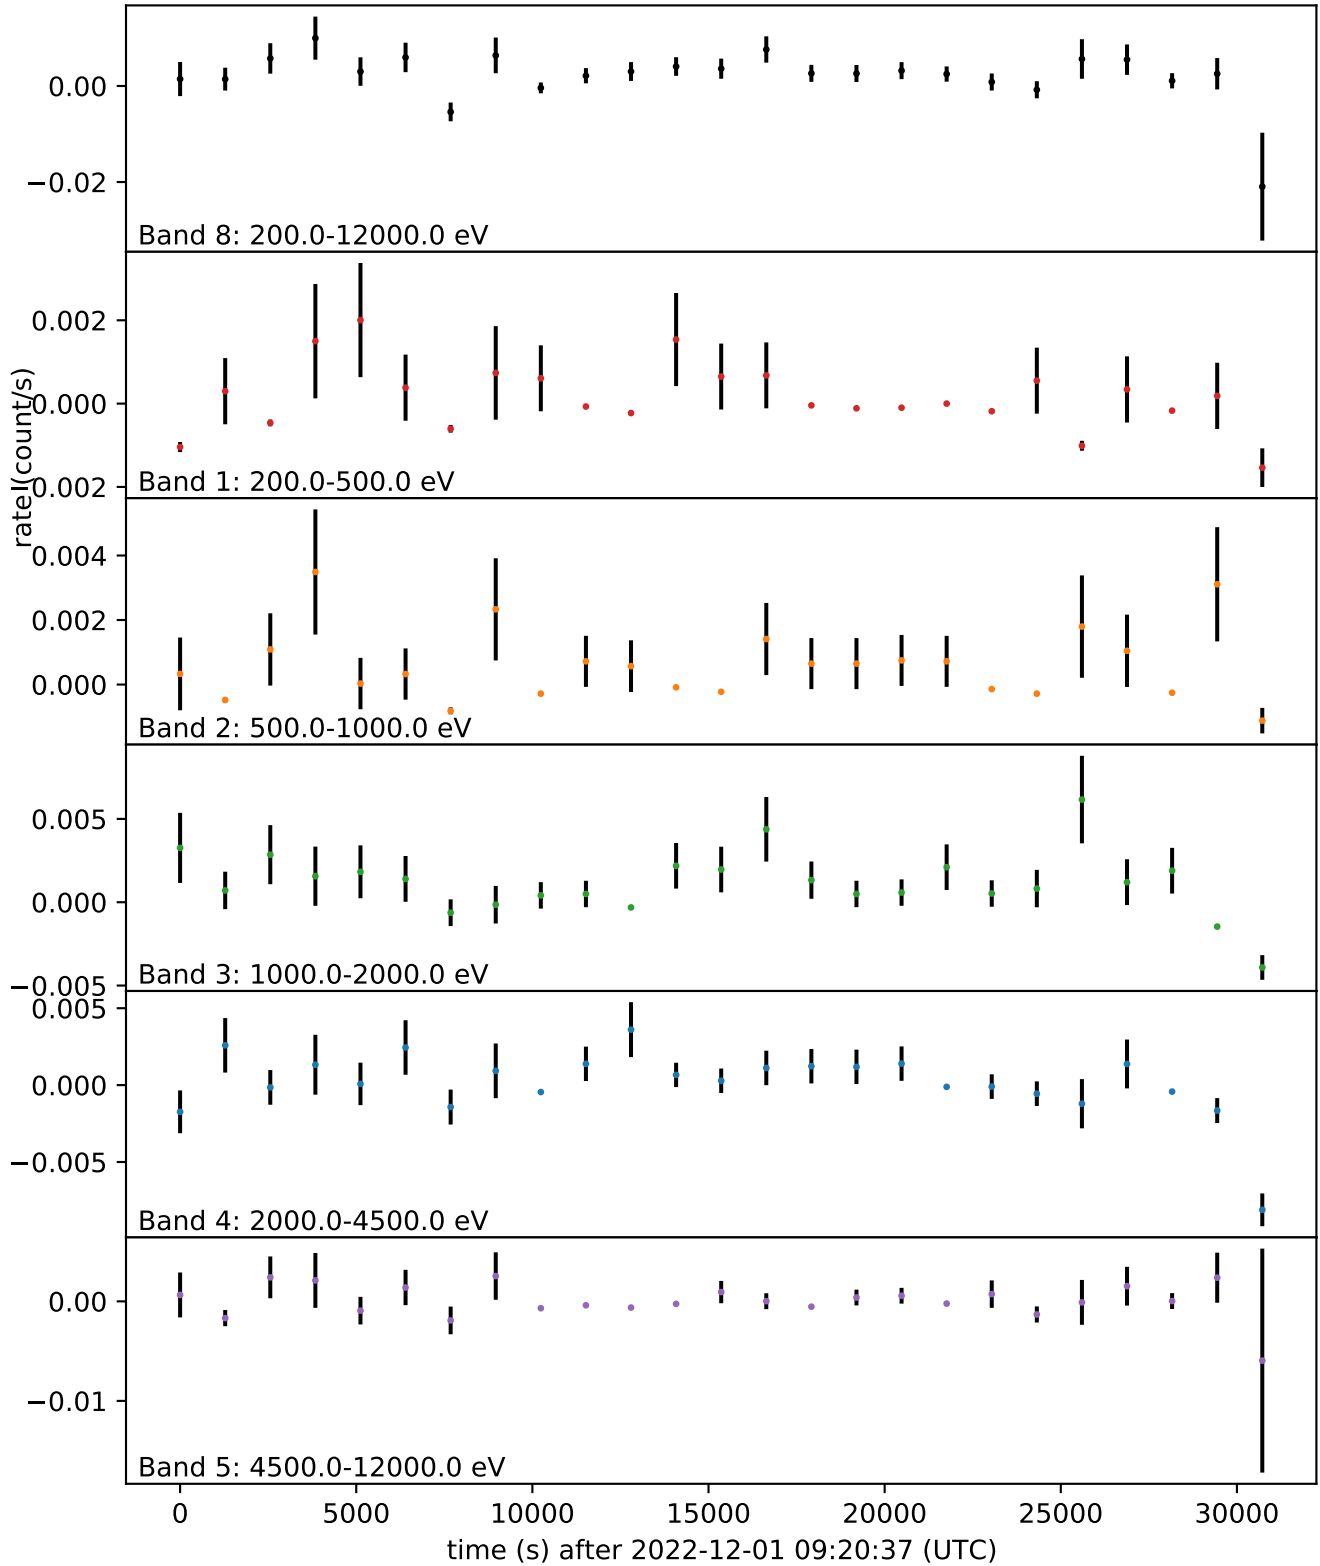 0.00
−0.02
Band 8: 200.0-12000.0 eV
0.002
0.000
0.002
Band 1: 200.0-500.0 eV
rate (count/s)
0.004
0.002
0.000
Band 2: 500.0-1000.0 eV
0.005
0.000
−0.005
Band 3: 1000.0-2000.0 eV
0.005
0.000
−0.005
Band 4: 2000.0-4500.0 eV
0.00
−0.01
Band 5: 4500.0-12000.0 eV
0 5000 10000 15000 20000 25000 30000
time (s) after 2022-12-01 09:20:37 (UTC)